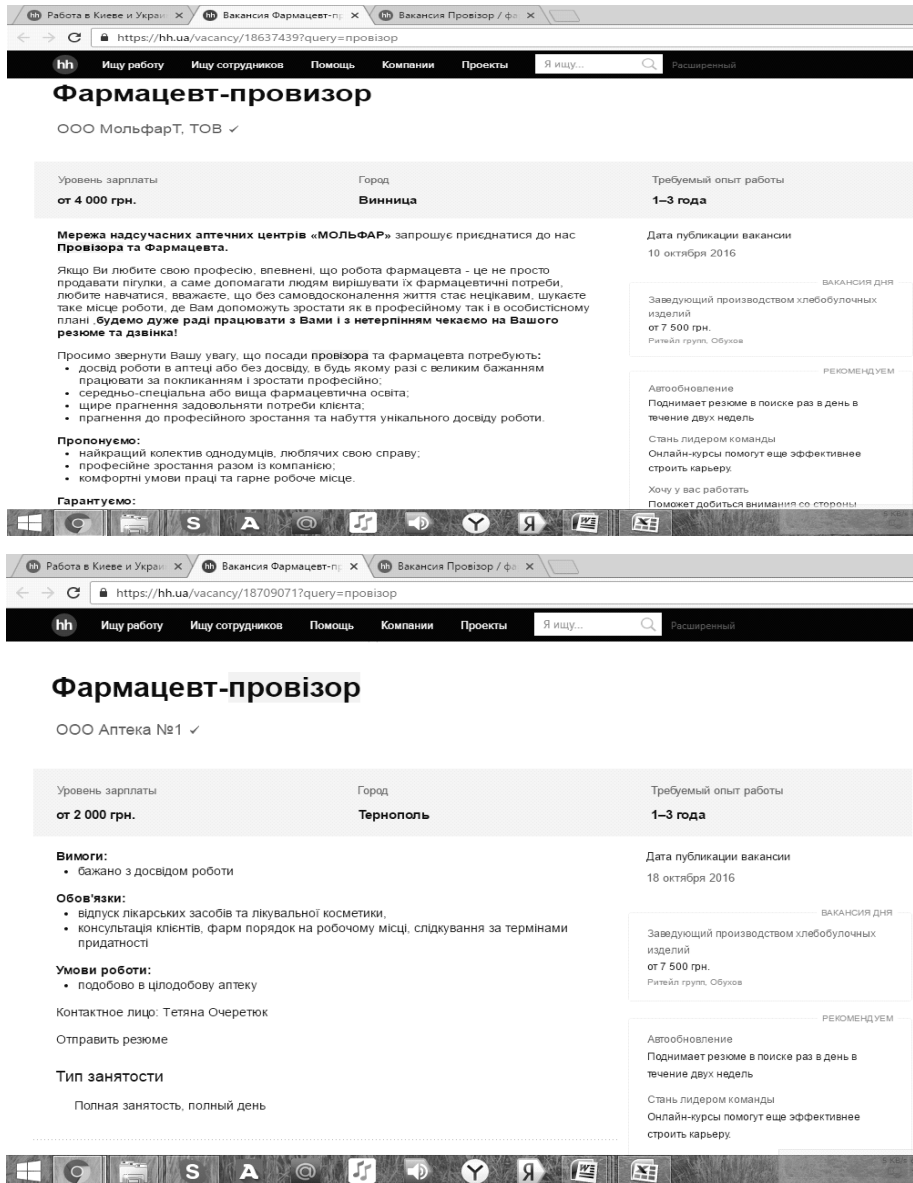 Работа в Киеве и Украи
Вакансия Фармацевт-пр
Вакансия Провізор / фа
https://hh.ua/vacancy/18637439?query=провізор
hh Ищу работу Ищу сотрудников Помощь Компании Проекты Я ищу... Расширенный
Фармацевт-провизор
ООО МольфарТ, ТОВ
Уровень зарплаты Город Требуемый опыт работы
от 4 000 грн. Винница 1–3 года
Мережа надсучасних аптечних центрів «МОЛЬФАР» запрошує приєднатися до нас
Провізора та Фармацевта.
Якщо Ви любите свою професію, впевнені, що робота фармацевта - це не просто
продавати пігулки, а саме допомагати людям вирішувати їх фармацевтичні потреби,
любите навчатися, вважаєте, що без самовдосконалення життя стає нецікавим, шукаєте
таке місце роботи, де Вам допоможуть зростати як в професійному так і в особистісному
плані ,будемо дуже раді працювати з Вами і з нетерпінням чекаємо на Вашого
резюме та дзвінка!
Просимо звернути Вашу увагу, що посади провізора та фармацевта потребують:
• досвід роботи в аптеці або без досвіду, в будь якому разі с великим бажанням
працювати за покликанням і зростати професійно;
• середньо-спеціальна або вища фармацевтична освіта;
• щире прагнення задовольняти потреби клієнта;
• прагнення до професійного зростання та набуття унікального досвіду роботи.
Пропонуємо:
• найкращий колектив однодумців, люблячих свою справу;
• професійне зростання разом із компанією;
• комфортні умови праці та гарне робоче місце.
Гарантуємо:
Дата публикации вакансии
10 октября 2016
ВАКАНСИЯ ДНЯ
Заведующий производством хлебобулочных
изделий
от 7 500 грн.
Ритейл групп, Обухов
РЕКОМЕНДУЕМ
Автообновление
Поднимает резюме в поиске раз в день в
течение двух недель
Стань лидером команды
Онлайн-курсы помогут еще эффективнее
строить карьеру.
Хочу у вас работать
Поможет добиться внимания со стороны
Работа в Киеве и Украи
Вакансия Фармацевт-пр
Вакансия Провізор / фа
https://hh.ua/vacancy/18709071?query=провізор
hh Ищу работу Ищу сотрудников Помощь Компании Проекты Я ищу... Расширенный
Фармацевт-провізор
ООО Аптека №1
Уровень зарплаты Город Требуемый опыт работы
от 2 000 грн. Тернополь 1–3 года
Вимоги:
• бажано з досвідом роботи
Обов'язки:
• відпуск лікарських засобів та лікувальної косметики,
• консультація клієнтів, фарм порядок на робочому місці, слідкування за термінами
придатності
Умови роботи:
• подобово в цілодобову аптеку
Контактное лицо: Тетяна Очеретюк
Отправить резюме
Тип занятости
Полная занятость, полный день
Дата публикации вакансии
18 октября 2016
ВАКАНСИЯ ДНЯ
Заведующий производством хлебобулочных
изделий
от 7 500 грн.
Ритейл групп, Обухов
РЕКОМЕНДУЕМ
Автообновление
Поднимает резюме в поиске раз в день в
течение двух недель
Стань лидером команды
Онлайн-курсы помогут еще эффективнее
строить карьеру.